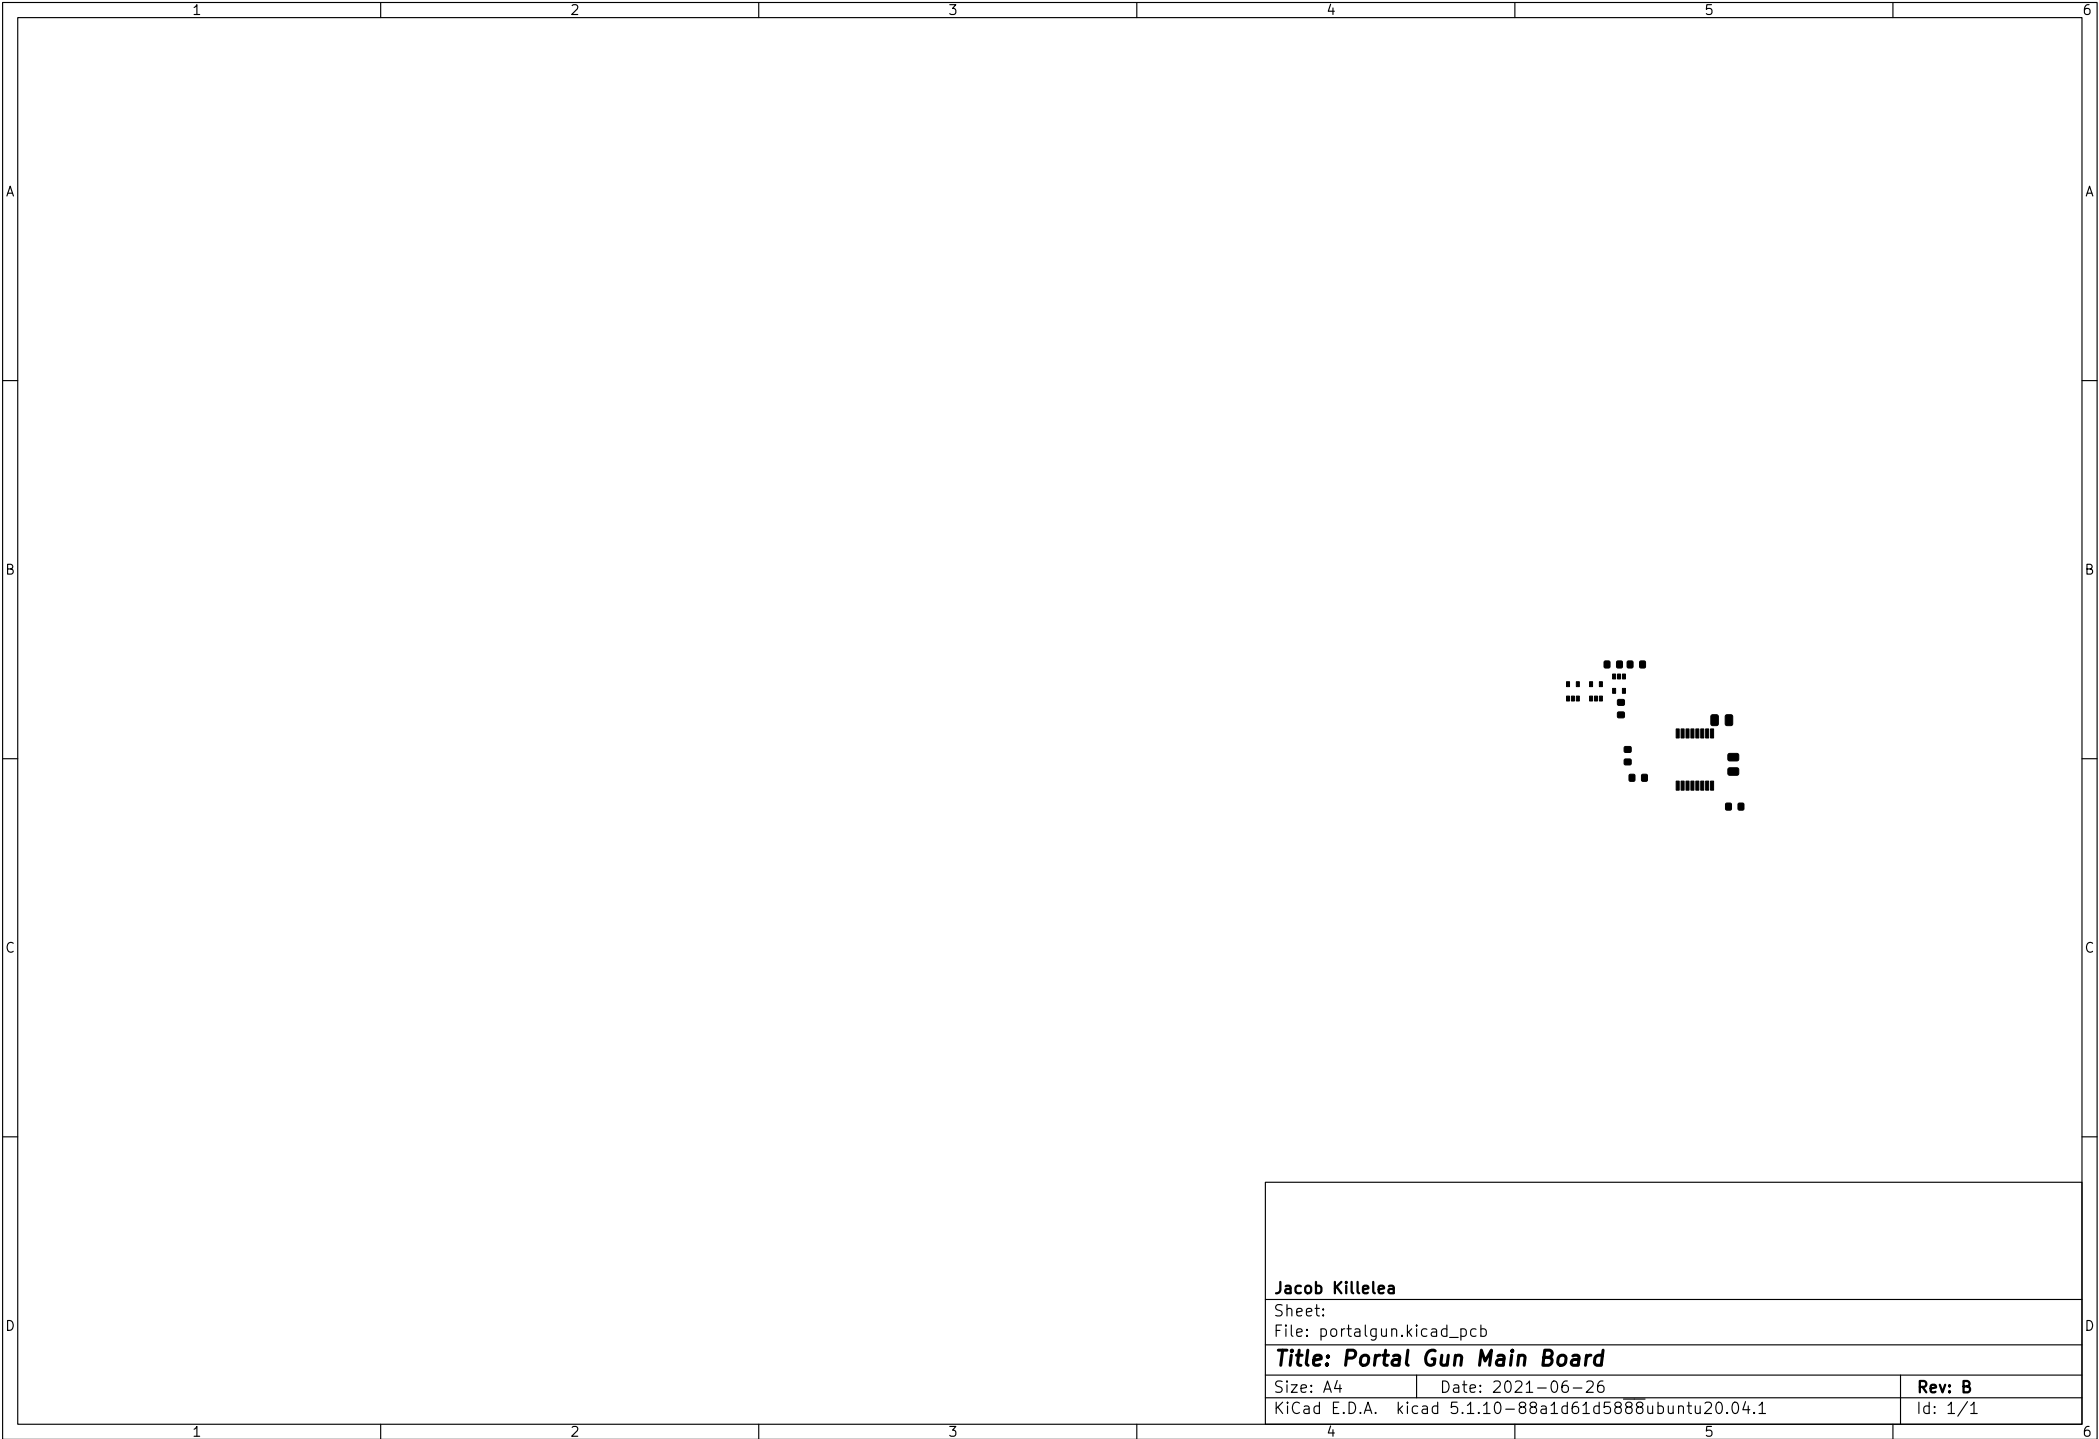 1 2 3 4 5 6
A A
B B
C C
Jacob Killelea
Sheet:
File: portalgun.kicad_pcb
D D
Title: Portal Gun Main Board
Size: A4 Date: 2021-06-26 Rev: B
KiCad E.D.A. kicad 5.1.10-88a1d61d5888ubuntu20.04.1 Id: 1/1
1 2 3 4 5 6